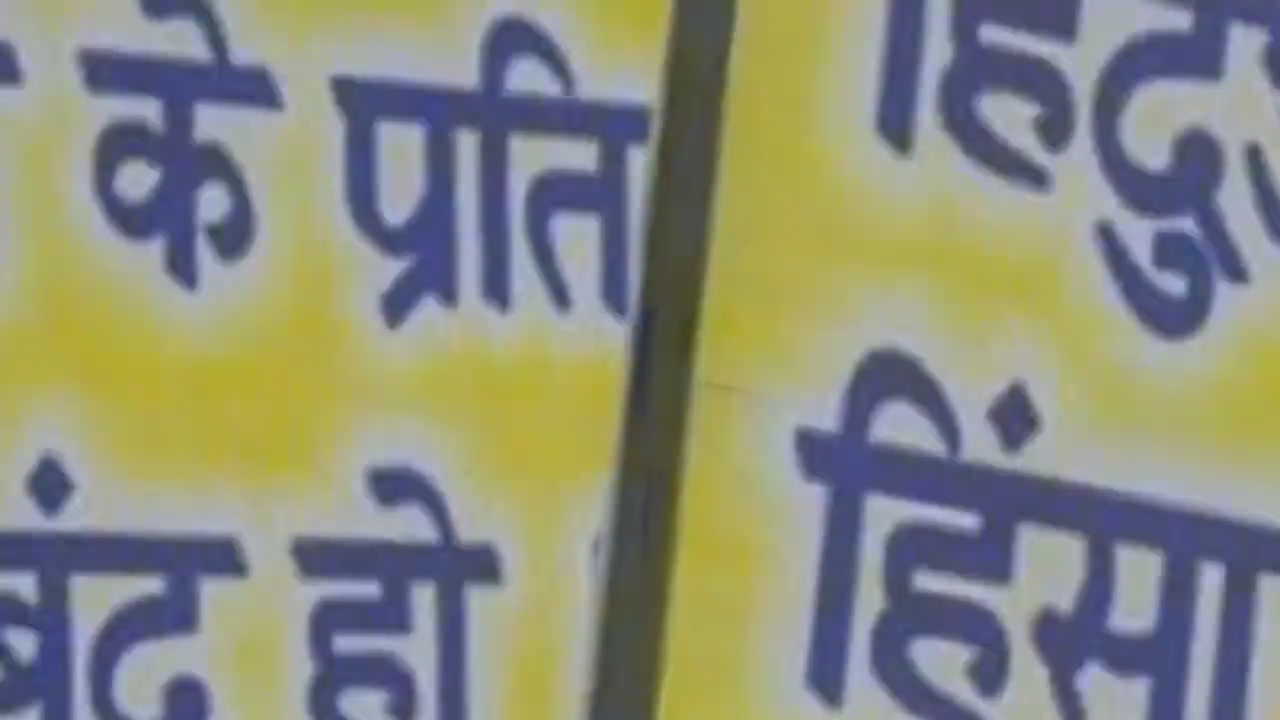 के प्रति
बंद हो
हिंसा